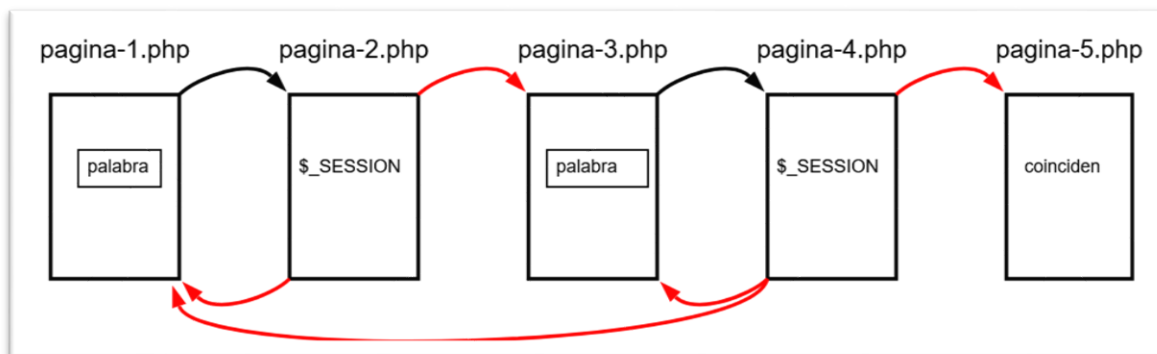 pagina-1.php pagina-2.php pagina-3.php pagina-4.php pagina-5.php
palabra $_SESSION palabra $_SESSION coinciden